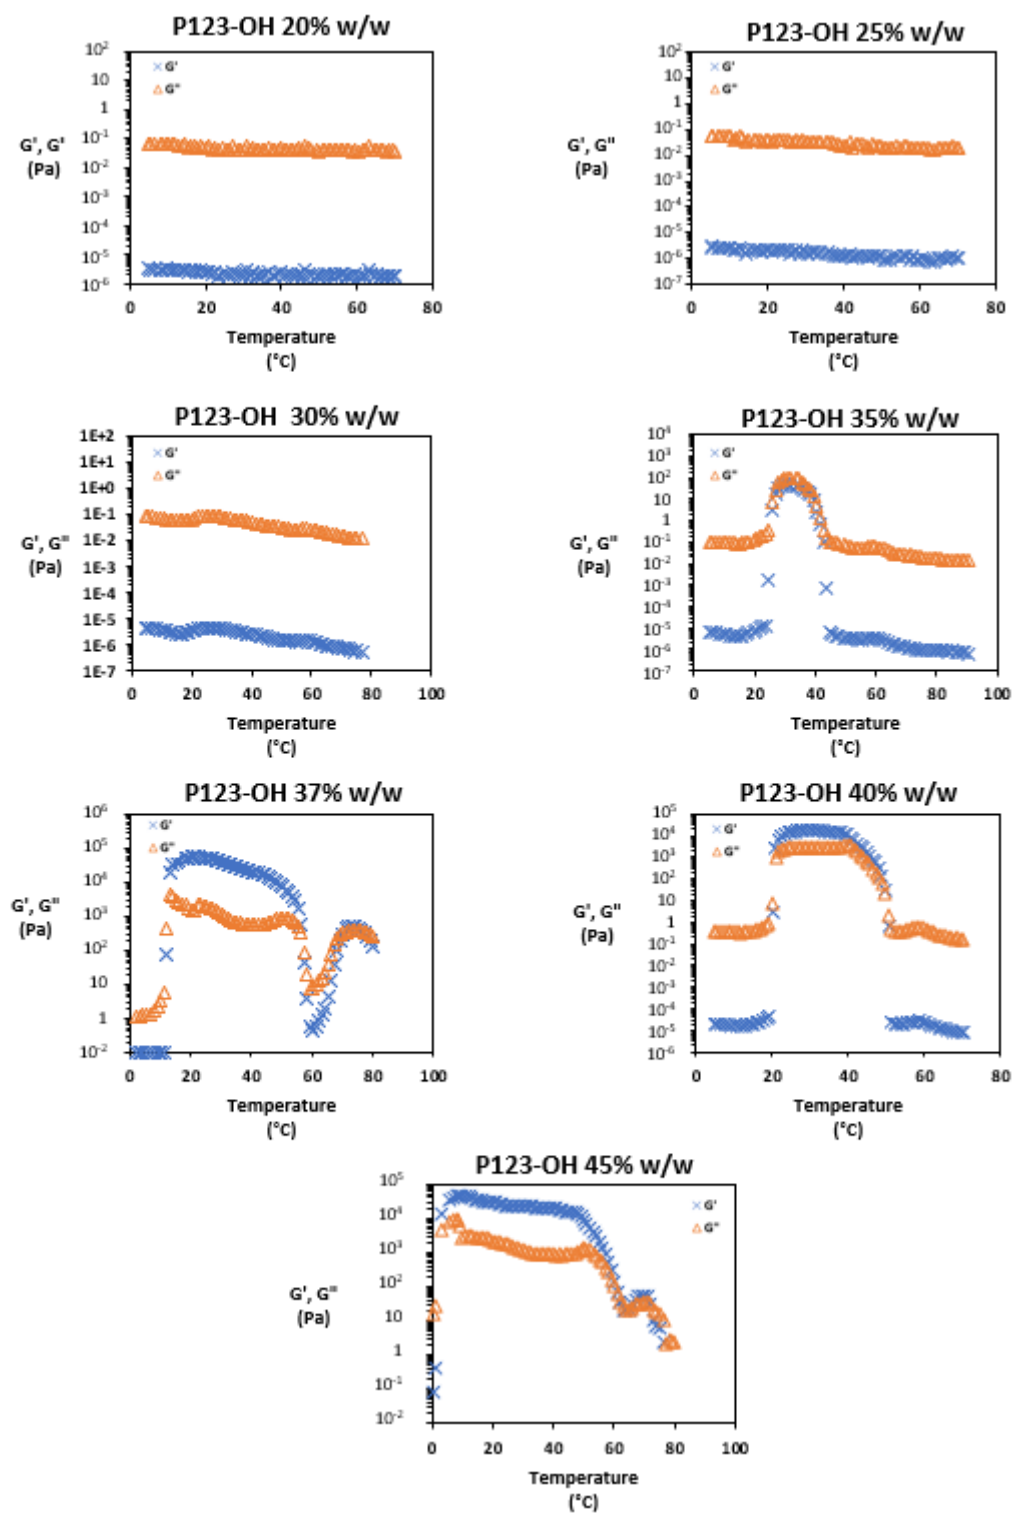 P123-OH 20% w/w
10²
10
1
10⁻¹
10⁻²
10⁻³
10⁻⁴
10⁻⁵
10⁻⁶
G'
G"
G', G'
(Pa)
0 20 40 60 80
Temperature
(°C)
P123-OH 25% w/w
10²
10
1
10⁻¹
10⁻²
10⁻³
10⁻⁴
10⁻⁵
10⁻⁶
10⁻⁷
G'
G"
G', G"
(Pa)
0 20 40 60 80
Temperature
(°C)
P123-OH 30% w/w
1E+2
1E+1
1E+0
1E-1
1E-2
1E-3
1E-4
1E-5
1E-6
1E-7
G'
G"
G', G"
(Pa)
0 20 40 60 80 100
Temperature
(°C)
P123-OH 35% w/w
10⁴
10³
10²
10
1
10⁻¹
10⁻²
10⁻³
10⁻⁴
10⁻⁵
10⁻⁶
10⁻⁷
G'
G"
G', G"
(Pa)
0 20 40 60 80 100
Temperature
(°C)
P123-OH 37% w/w
10⁶
10⁵
10⁴
10³
10²
10
1
10⁻²
G'
G"
G', G"
(Pa)
0 20 40 60 80 100
Temperature
(°C)
P123-OH 40% w/w
10⁵
10⁴
10³
10²
10
1
10⁻¹
10⁻²
10⁻³
10⁻⁴
10⁻⁵
10⁻⁶
G'
G"
G', G"
(Pa)
0 20 40 60 80
Temperature
(°C)
P123-OH 45% w/w
10⁵
10⁴
10³
10²
10
1
10⁻¹
10⁻²
G'
G"
G', G"
(Pa)
0 20 40 60 80 100
Temperature
(°C)